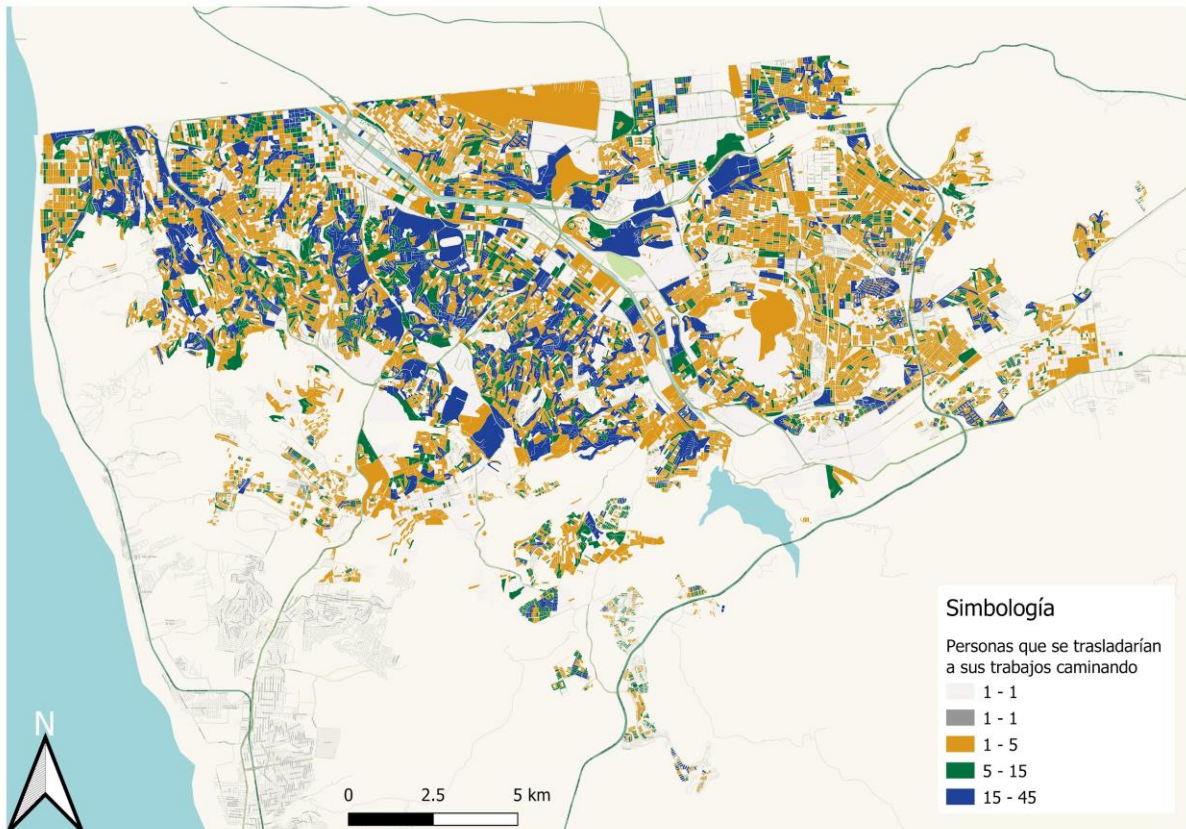 Simbología
Personas que se trasladarían
a sus trabajos caminando
1 - 1
1 - 1
1 - 5
5 - 15
15 - 45
N
0 2.5 5 km